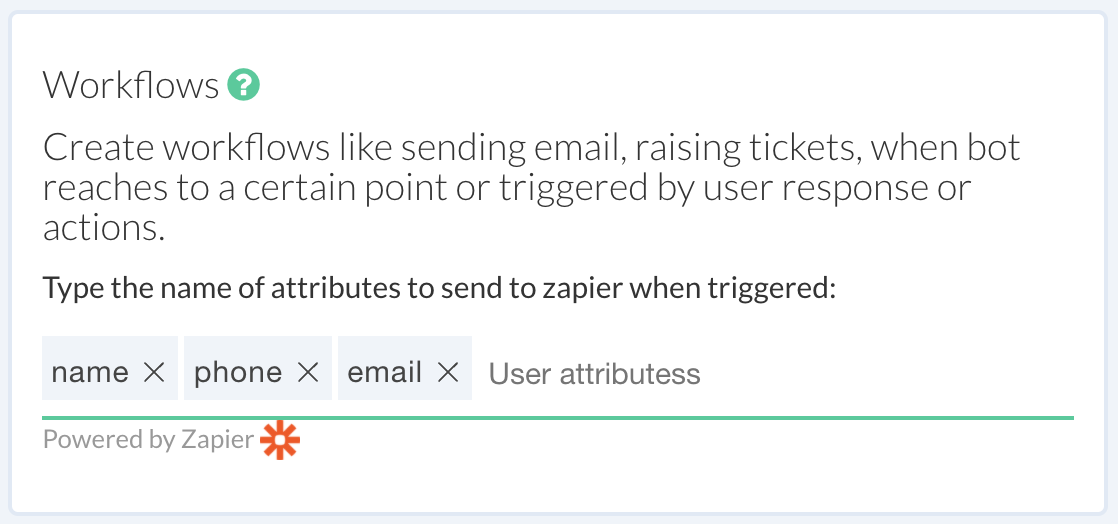 Workflows ?
Create workflows like sending email, raising tickets, when bot
reaches to a certain point or triggered by user response or
actions.
Type the name of attributes to send to zapier when triggered:
name × phone × email × User attributess
Powered by Zapier